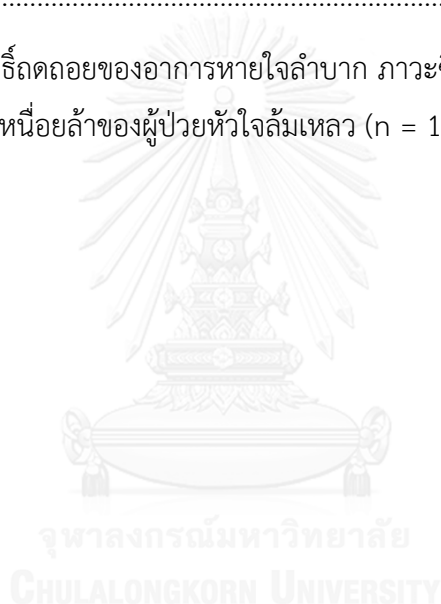 ................................................................
ธิ์ถดถอยของอาการหายใจลำบาก ภาวะ
หนื่อยล้าของผู้ป่วยหัวใจล้มเหลว (n = 1
จุฬาลงกรณ์มหาวิทยาลัย
CHULALONGKORN UNIVERSITY